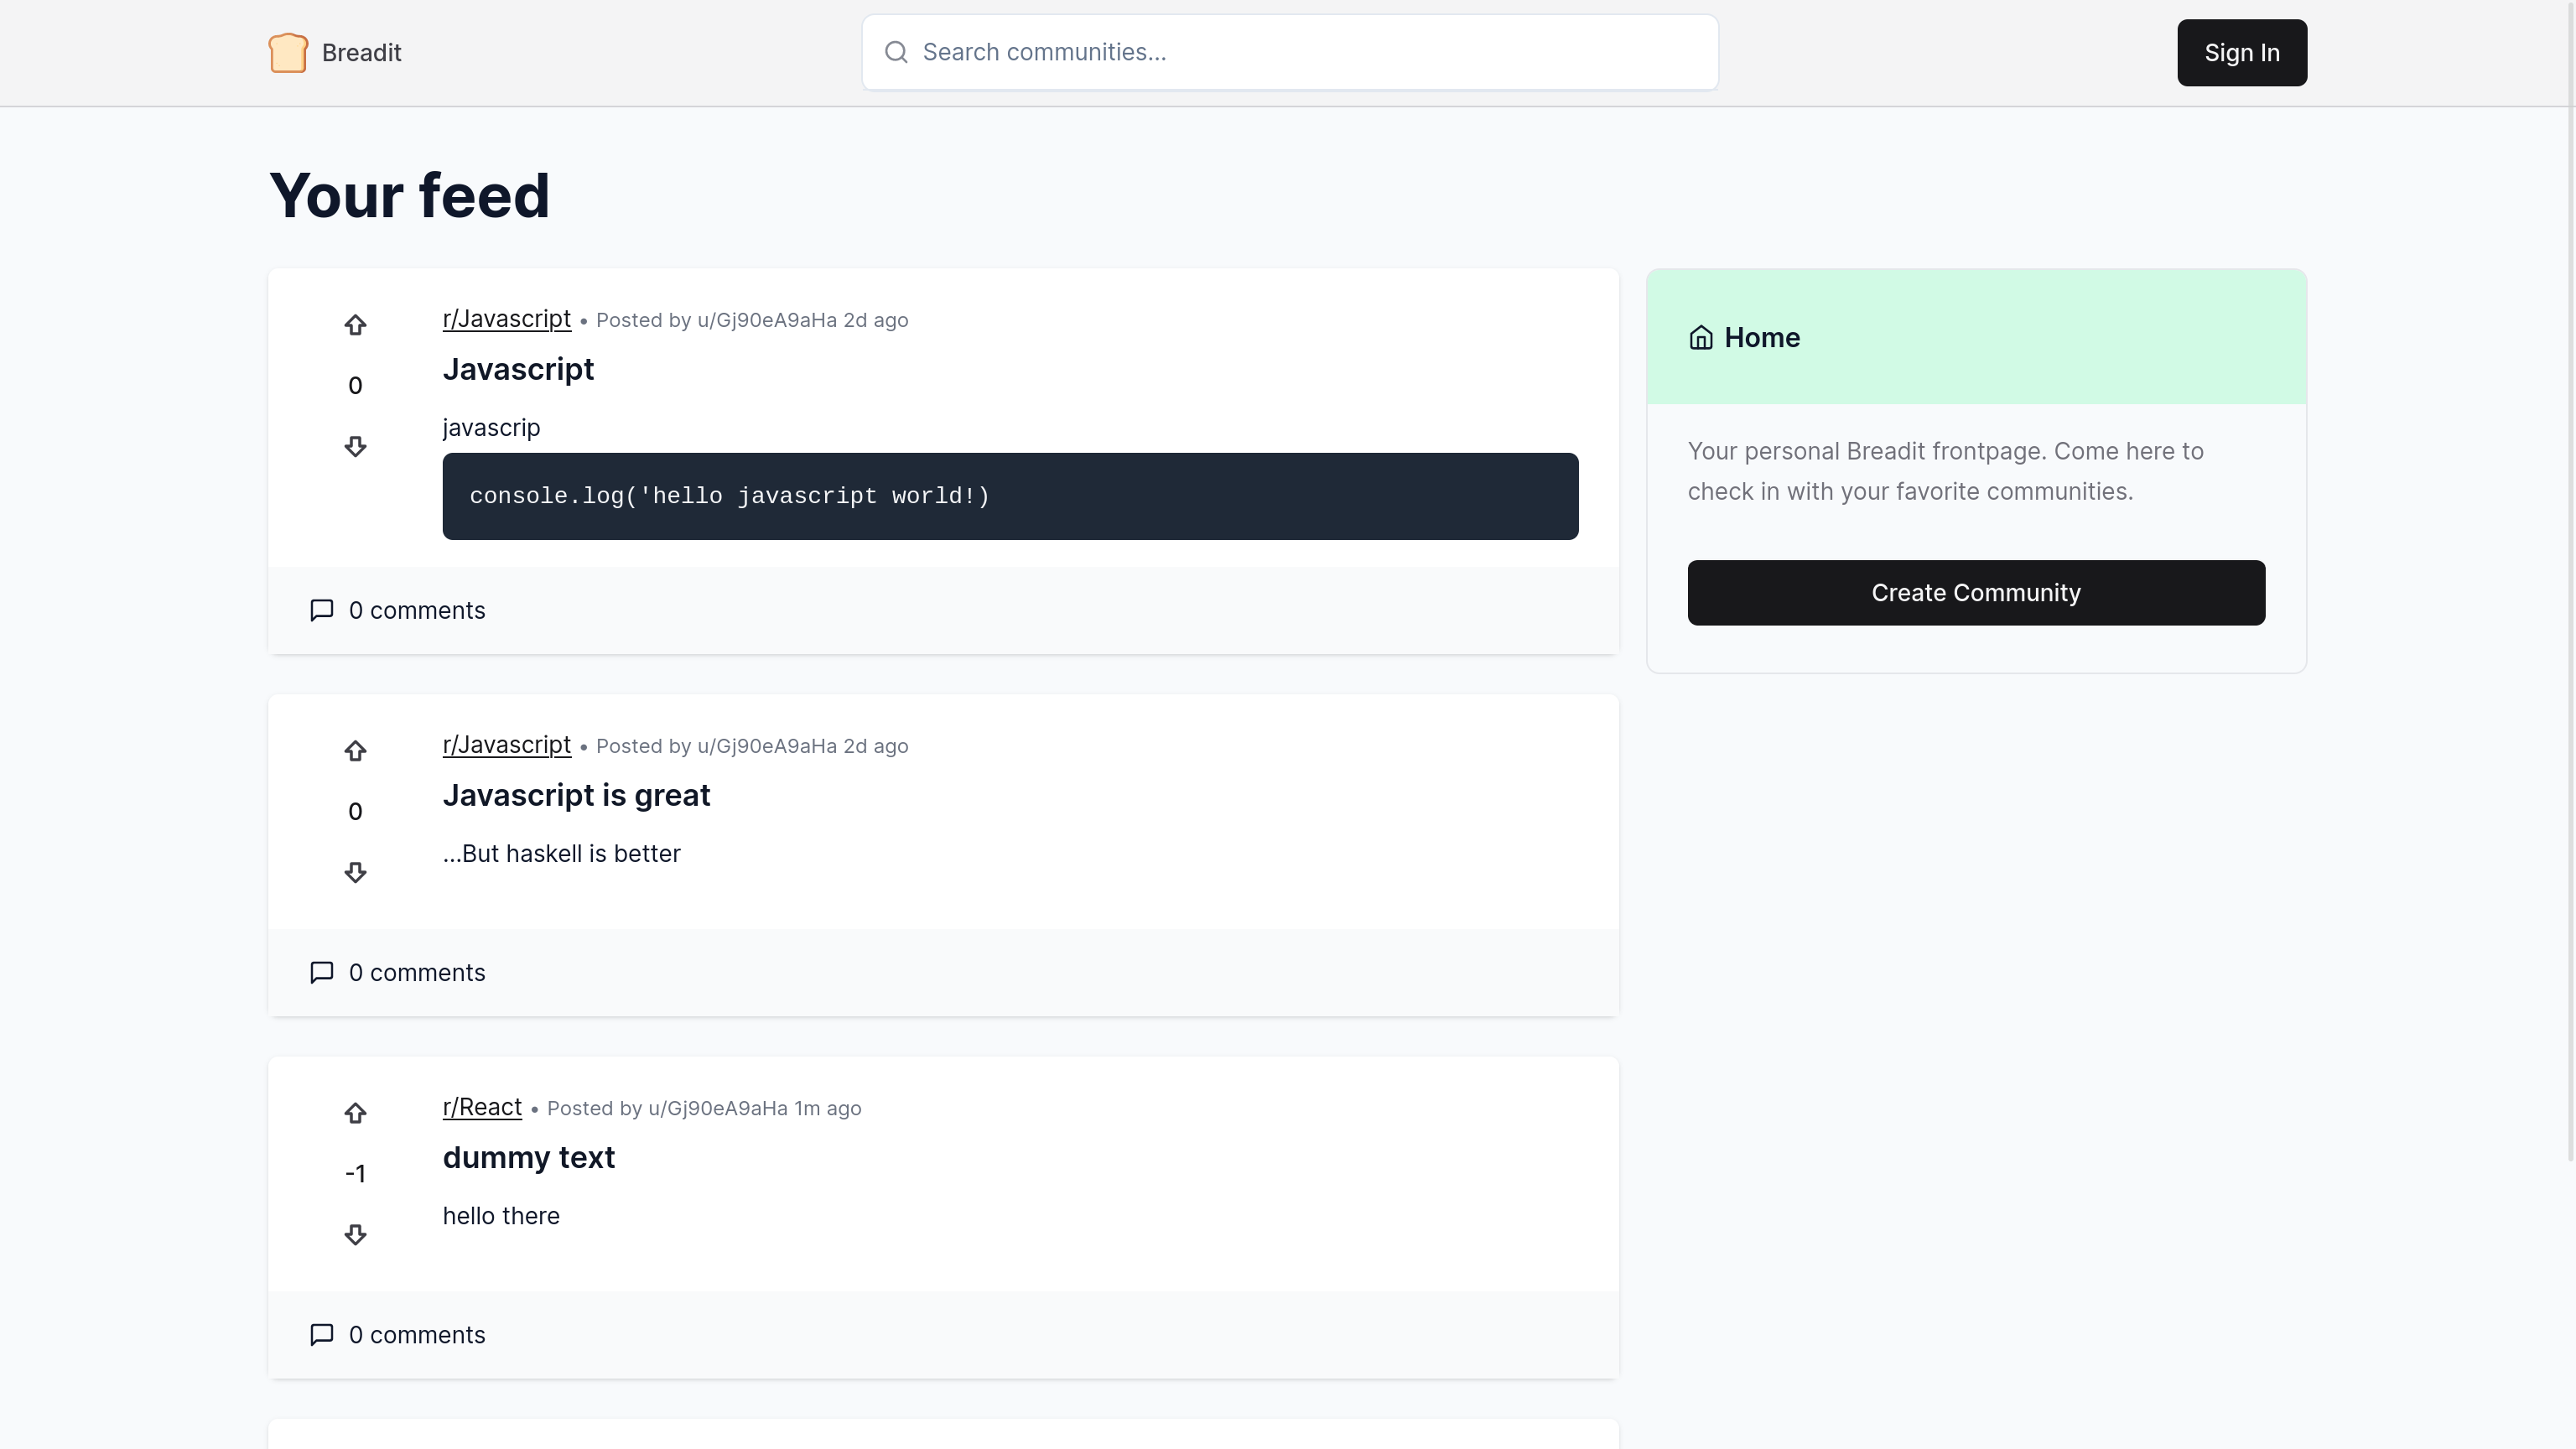 Breadit
Search communities...
Sign In
Your feed
r/Javascript • Posted by u/Gj90eA9aHa 2d ago
0
Javascript
javascrip
console.log('hello javascript world!)
0 comments
Home
Your personal Breadit frontpage. Come here to
check in with your favorite communities.
Create Community
r/Javascript • Posted by u/Gj90eA9aHa 2d ago
0
Javascript is great
...But haskell is better
0 comments
r/React • Posted by u/Gj90eA9aHa 1m ago
-1
dummy text
hello there
0 comments